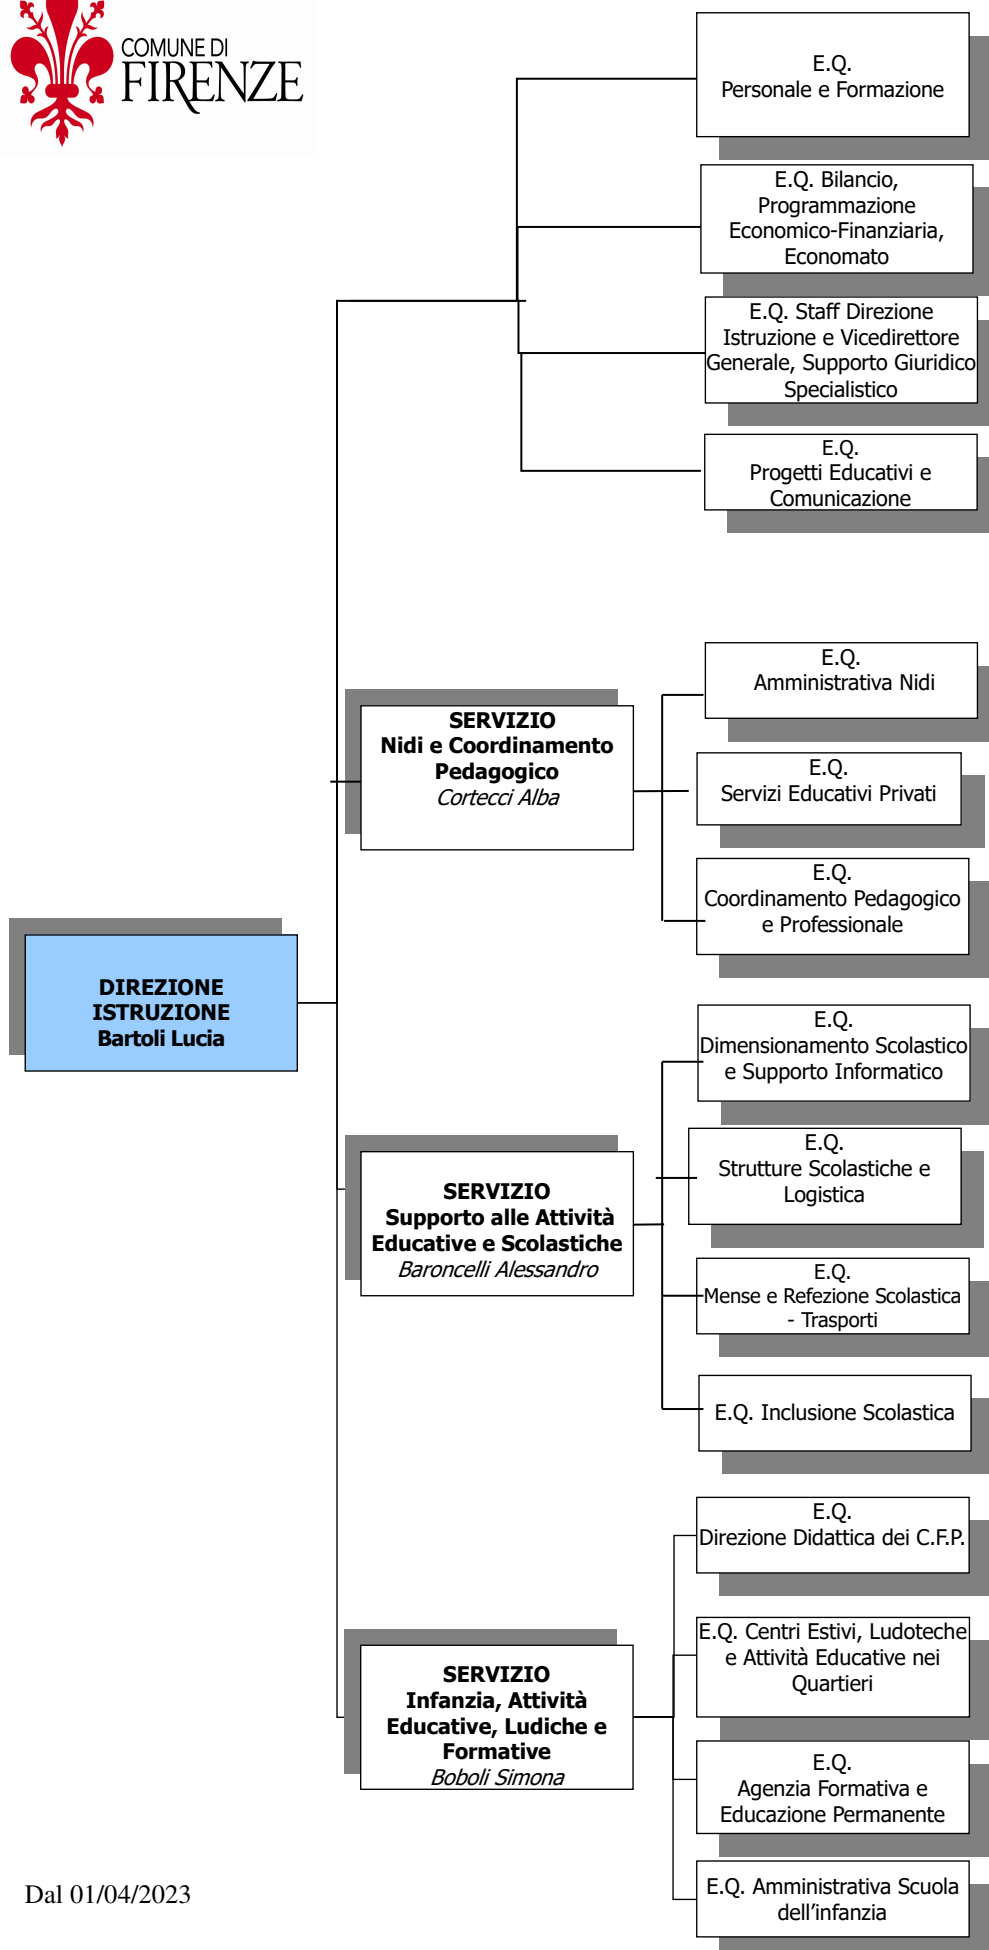 COMUNE DI
FIRENZE
E.Q.
Personale e Formazione
E.Q. Bilancio,
Programmazione
Economico-Finanziaria,
Economato
E.Q. Staff Direzione
Istruzione e Vicedirettore
Generale, Supporto Giuridico
Specialistico
E.Q.
Progetti Educativi e
Comunicazione
SERVIZIO
Nidi e Coordinamento
Pedagogico
Cortecci Alba
E.Q.
Amministrativa Nidi
E.Q.
Servizi Educativi Privati
E.Q.
Coordinamento Pedagogico
e Professionale
DIREZIONE
ISTRUZIONE
Bartoli Lucia
SERVIZIO
Supporto alle Attività
Educative e Scolastiche
Baroncelli Alessandro
E.Q.
Dimensionamento Scolastico
e Supporto Informatico
E.Q.
Strutture Scolastiche e
Logistica
E.Q.
Mense e Refezione Scolastica
- Trasporti
E.Q. Inclusione Scolastica
SERVIZIO
Infanzia, Attività
Educative, Ludiche e
Formative
Boboli Simona
E.Q.
Direzione Didattica dei C.F.P.
E.Q. Centri Estivi, Ludoteche
e Attività Educative nei
Quartieri
E.Q.
Agenzia Formativa e
Educazione Permanente
E.Q. Amministrativa Scuola
dell’infanzia
Dal 01/04/2023